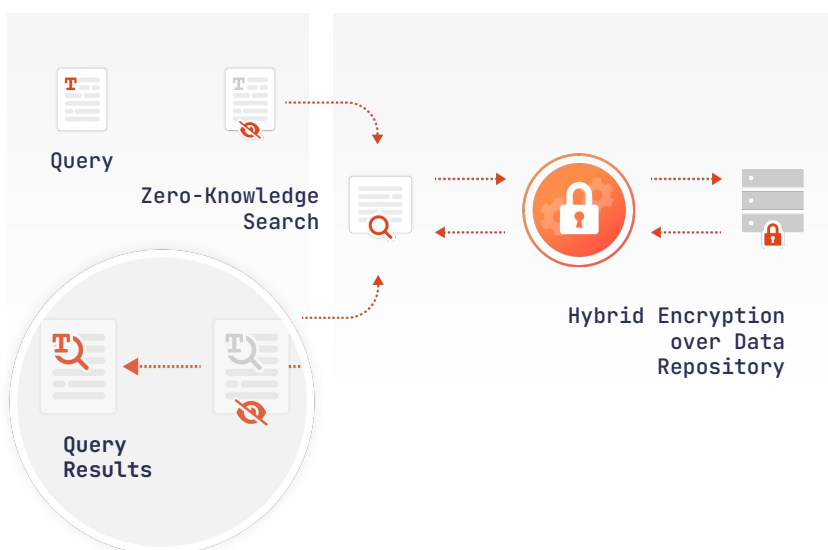 T
T
Query
Zero-Knowledge
Search
Hybrid Encryption
over Data
Repository
T
T
Query
Results